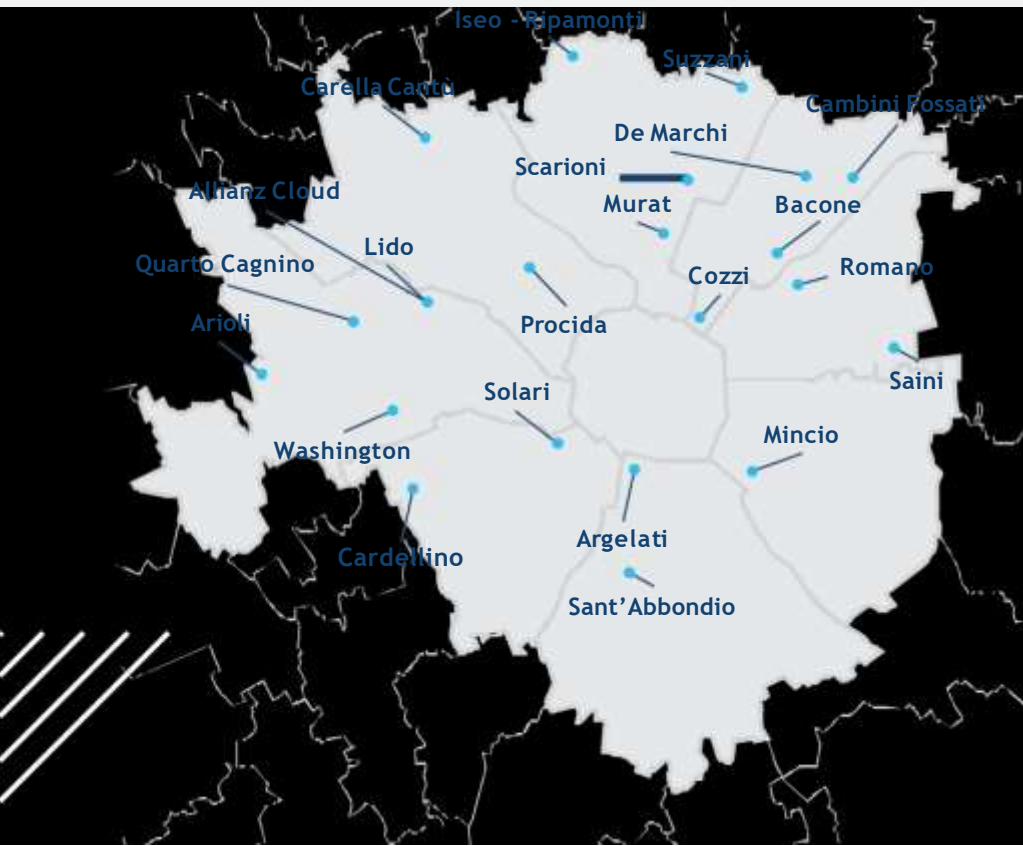 Iseo - Ripamonti
Suzzani
Carella Cantù
Cambini Fossati
De Marchi
Scarioni
Allianz Cloud
Murat
Bacone
Lido
Quarto Cagnino
Romano
Cozzi
Arioli
Procida
Saini
Solari
Mincio
Washington
Argelati
Cardellino
Sant’Abbondio